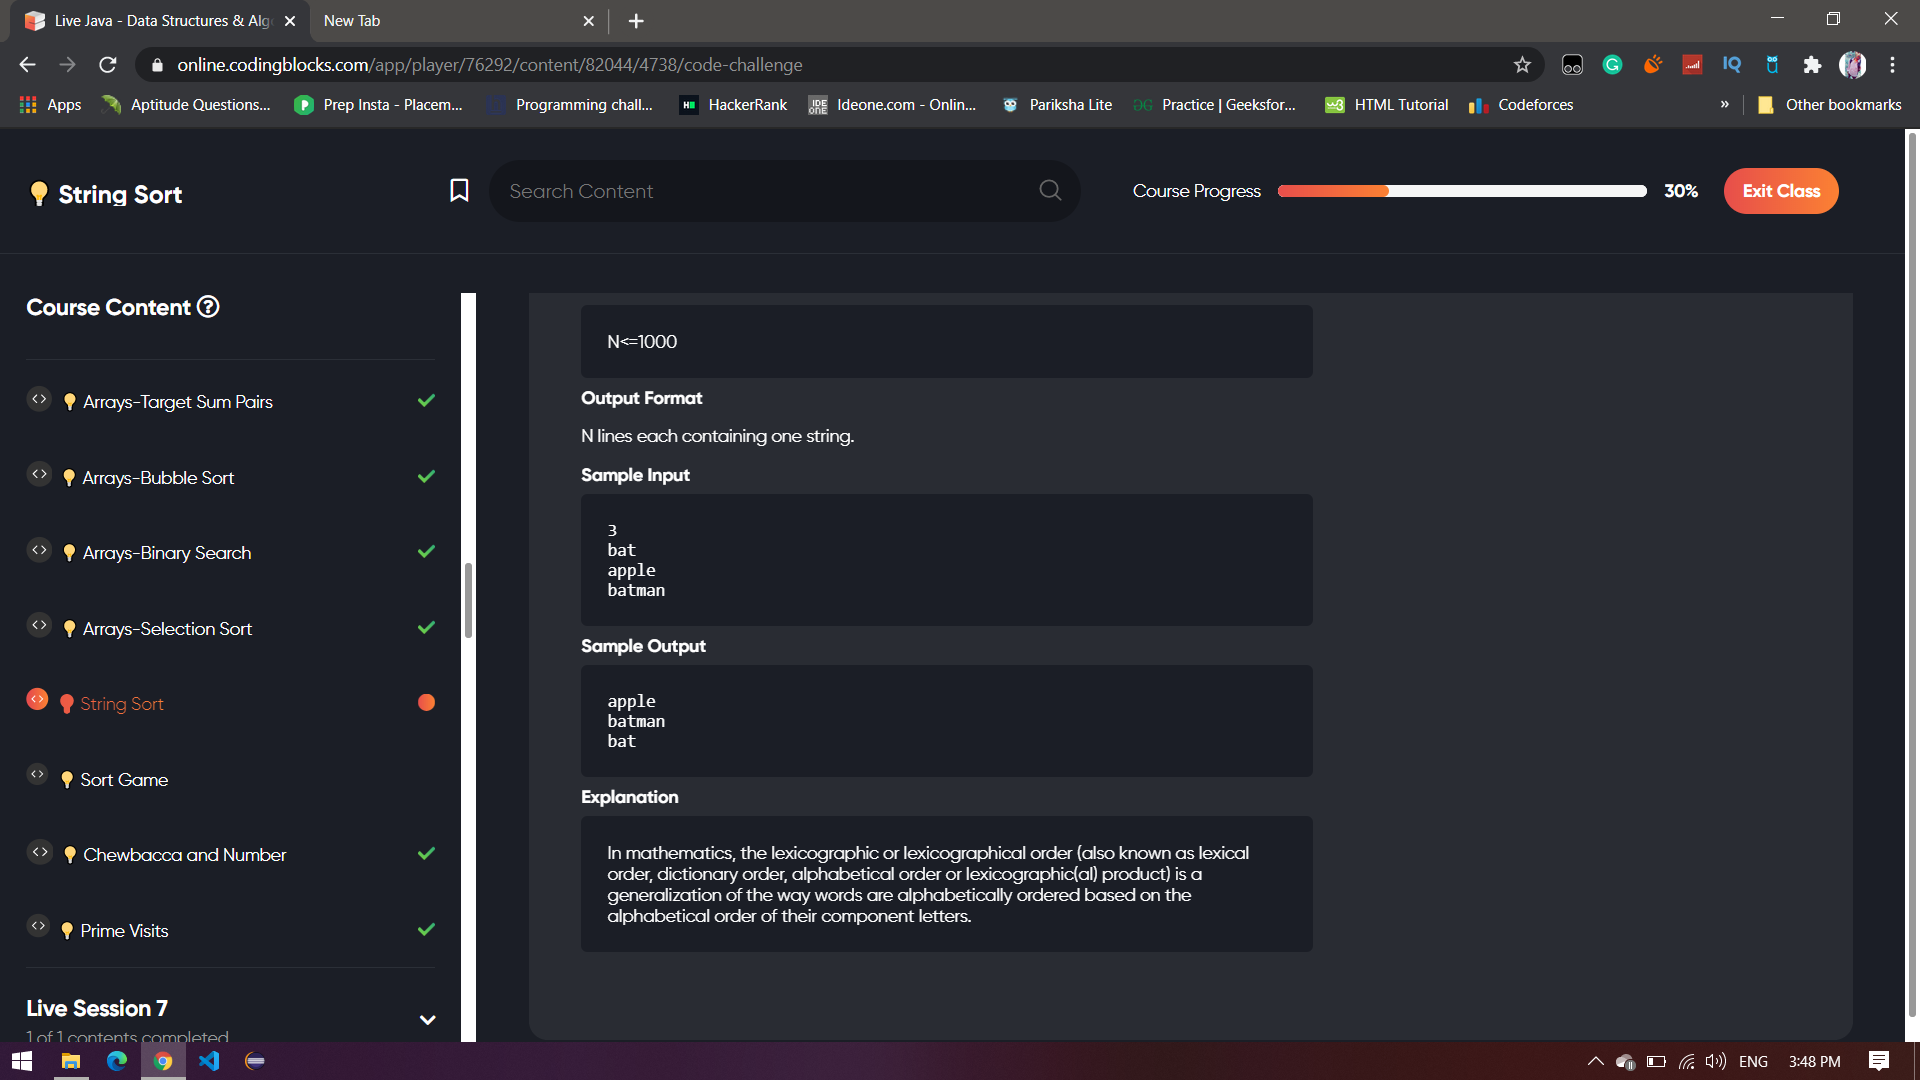 Live Java - Data Structures & Alg
New Tab
online.codingblocks.com/app/player/76292/content/82044/4738/code-challenge
Apps
Aptitude Questions...
Prep Insta - Placem...
Programming chall...
HackerRank
Ideone.com - Onlin...
Pariksha Lite
Practice | Geeksfor...
HTML Tutorial
Codeforces
»
Other bookmarks
String Sort
Search Content
Course Progress
30%
Exit Class
Course Content
Arrays-Target Sum Pairs
Arrays-Bubble Sort
Arrays-Binary Search
Arrays-Selection Sort
String Sort
Sort Game
Chewbacca and Number
Prime Visits
Live Session 7
1 of 1 contents completed
N<=1000
Output Format
N lines each containing one string.
Sample Input
3
bat
apple
batman
Sample Output
apple
batman
bat
Explanation
In mathematics, the lexicographic or lexicographical order (also known as lexical
order, dictionary order, alphabetical order or lexicographic(al) product) is a
generalization of the way words are alphabetically ordered based on the
alphabetical order of their component letters.
ENG
3:48 PM